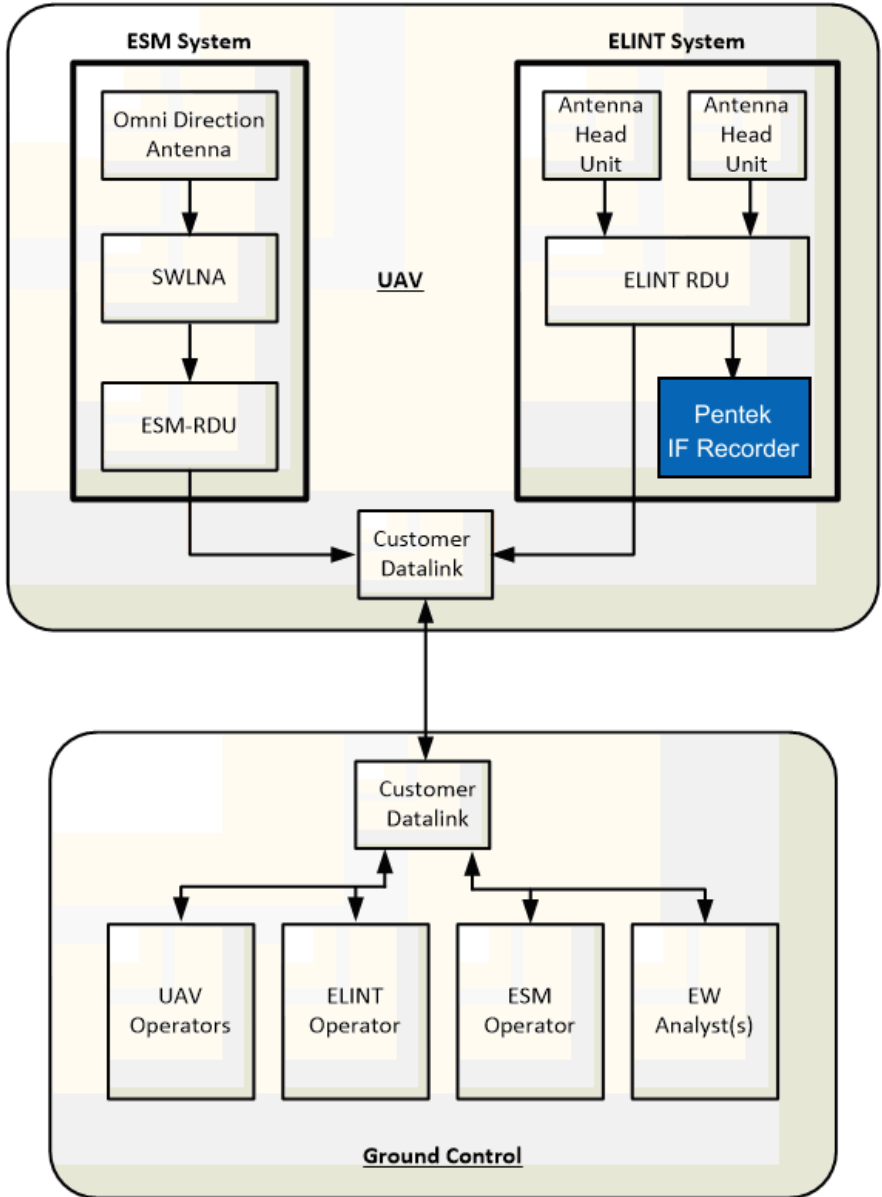 ESM System
ELINT System
Omni Direction
Antenna
Antenna
Head
Unit
Antenna
Head
Unit
SWLNA
UAV
ELINT RDU
ESM-RDU
Pentek
IF Recorder
Customer
Datalink
Customer
Datalink
UAV
Operators
ELINT
Operator
ESM
Operator
EW
Analyst(s)
Ground Control